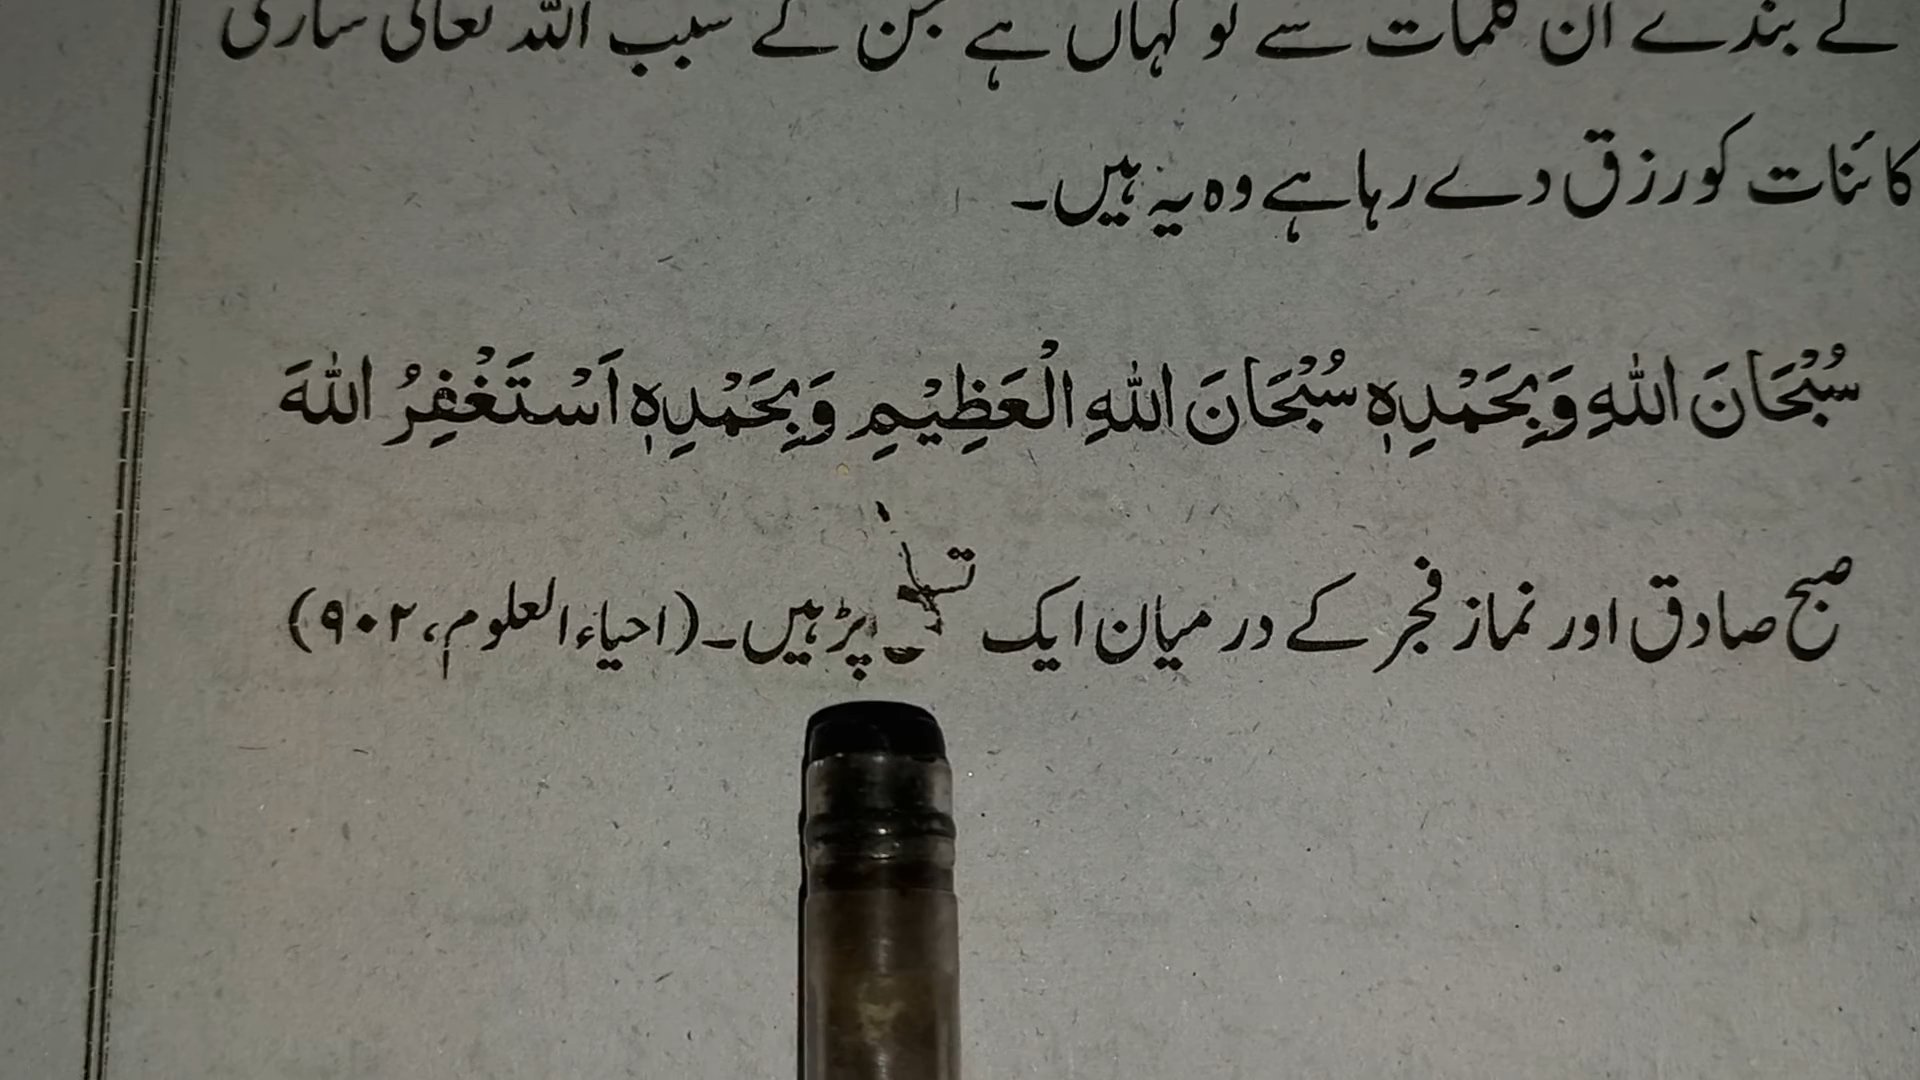 کے بندے ان کلمات سے تو کہاں ہے جن کے سبب اللہ تعالیٰ ساری
کائنات کو رزق دے رہا ہے وہ یہ ہیں۔
سُبْحَانَ اللّٰهِ وَبِحَمْدِهٖ سُبْحَانَ اللّٰهِ الْعَظِيْمِ وَبِحَمْدِهٖ اَسْتَغْفِرُ اللّٰهَ
صبح صادق اور نماز فجر کے درمیان ایک پڑہیں۔ (احیاء العلوم، ۹۰۲)